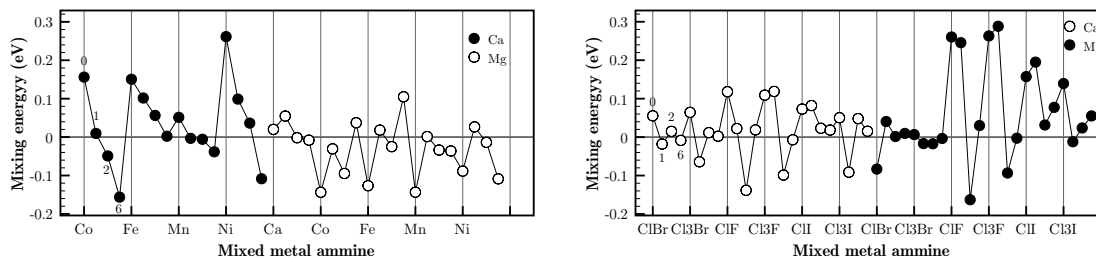 Mixing energyy (eV)
0.3
0.2
0.1
0
-0.1
-0.2
0
1
2
6
Ca
Mg
Co Fe Mn Ni Ca Co Fe Mn Ni
Mixed metal ammine
Mixing energyy (eV)
0.3
0.2
0.1
0
-0.1
-0.2
0
1
2
6
Ca
M
ClBr Cl3Br ClF Cl3F ClI Cl3I ClBr Cl3Br ClF Cl3F ClI Cl3I
Mixed metal ammine